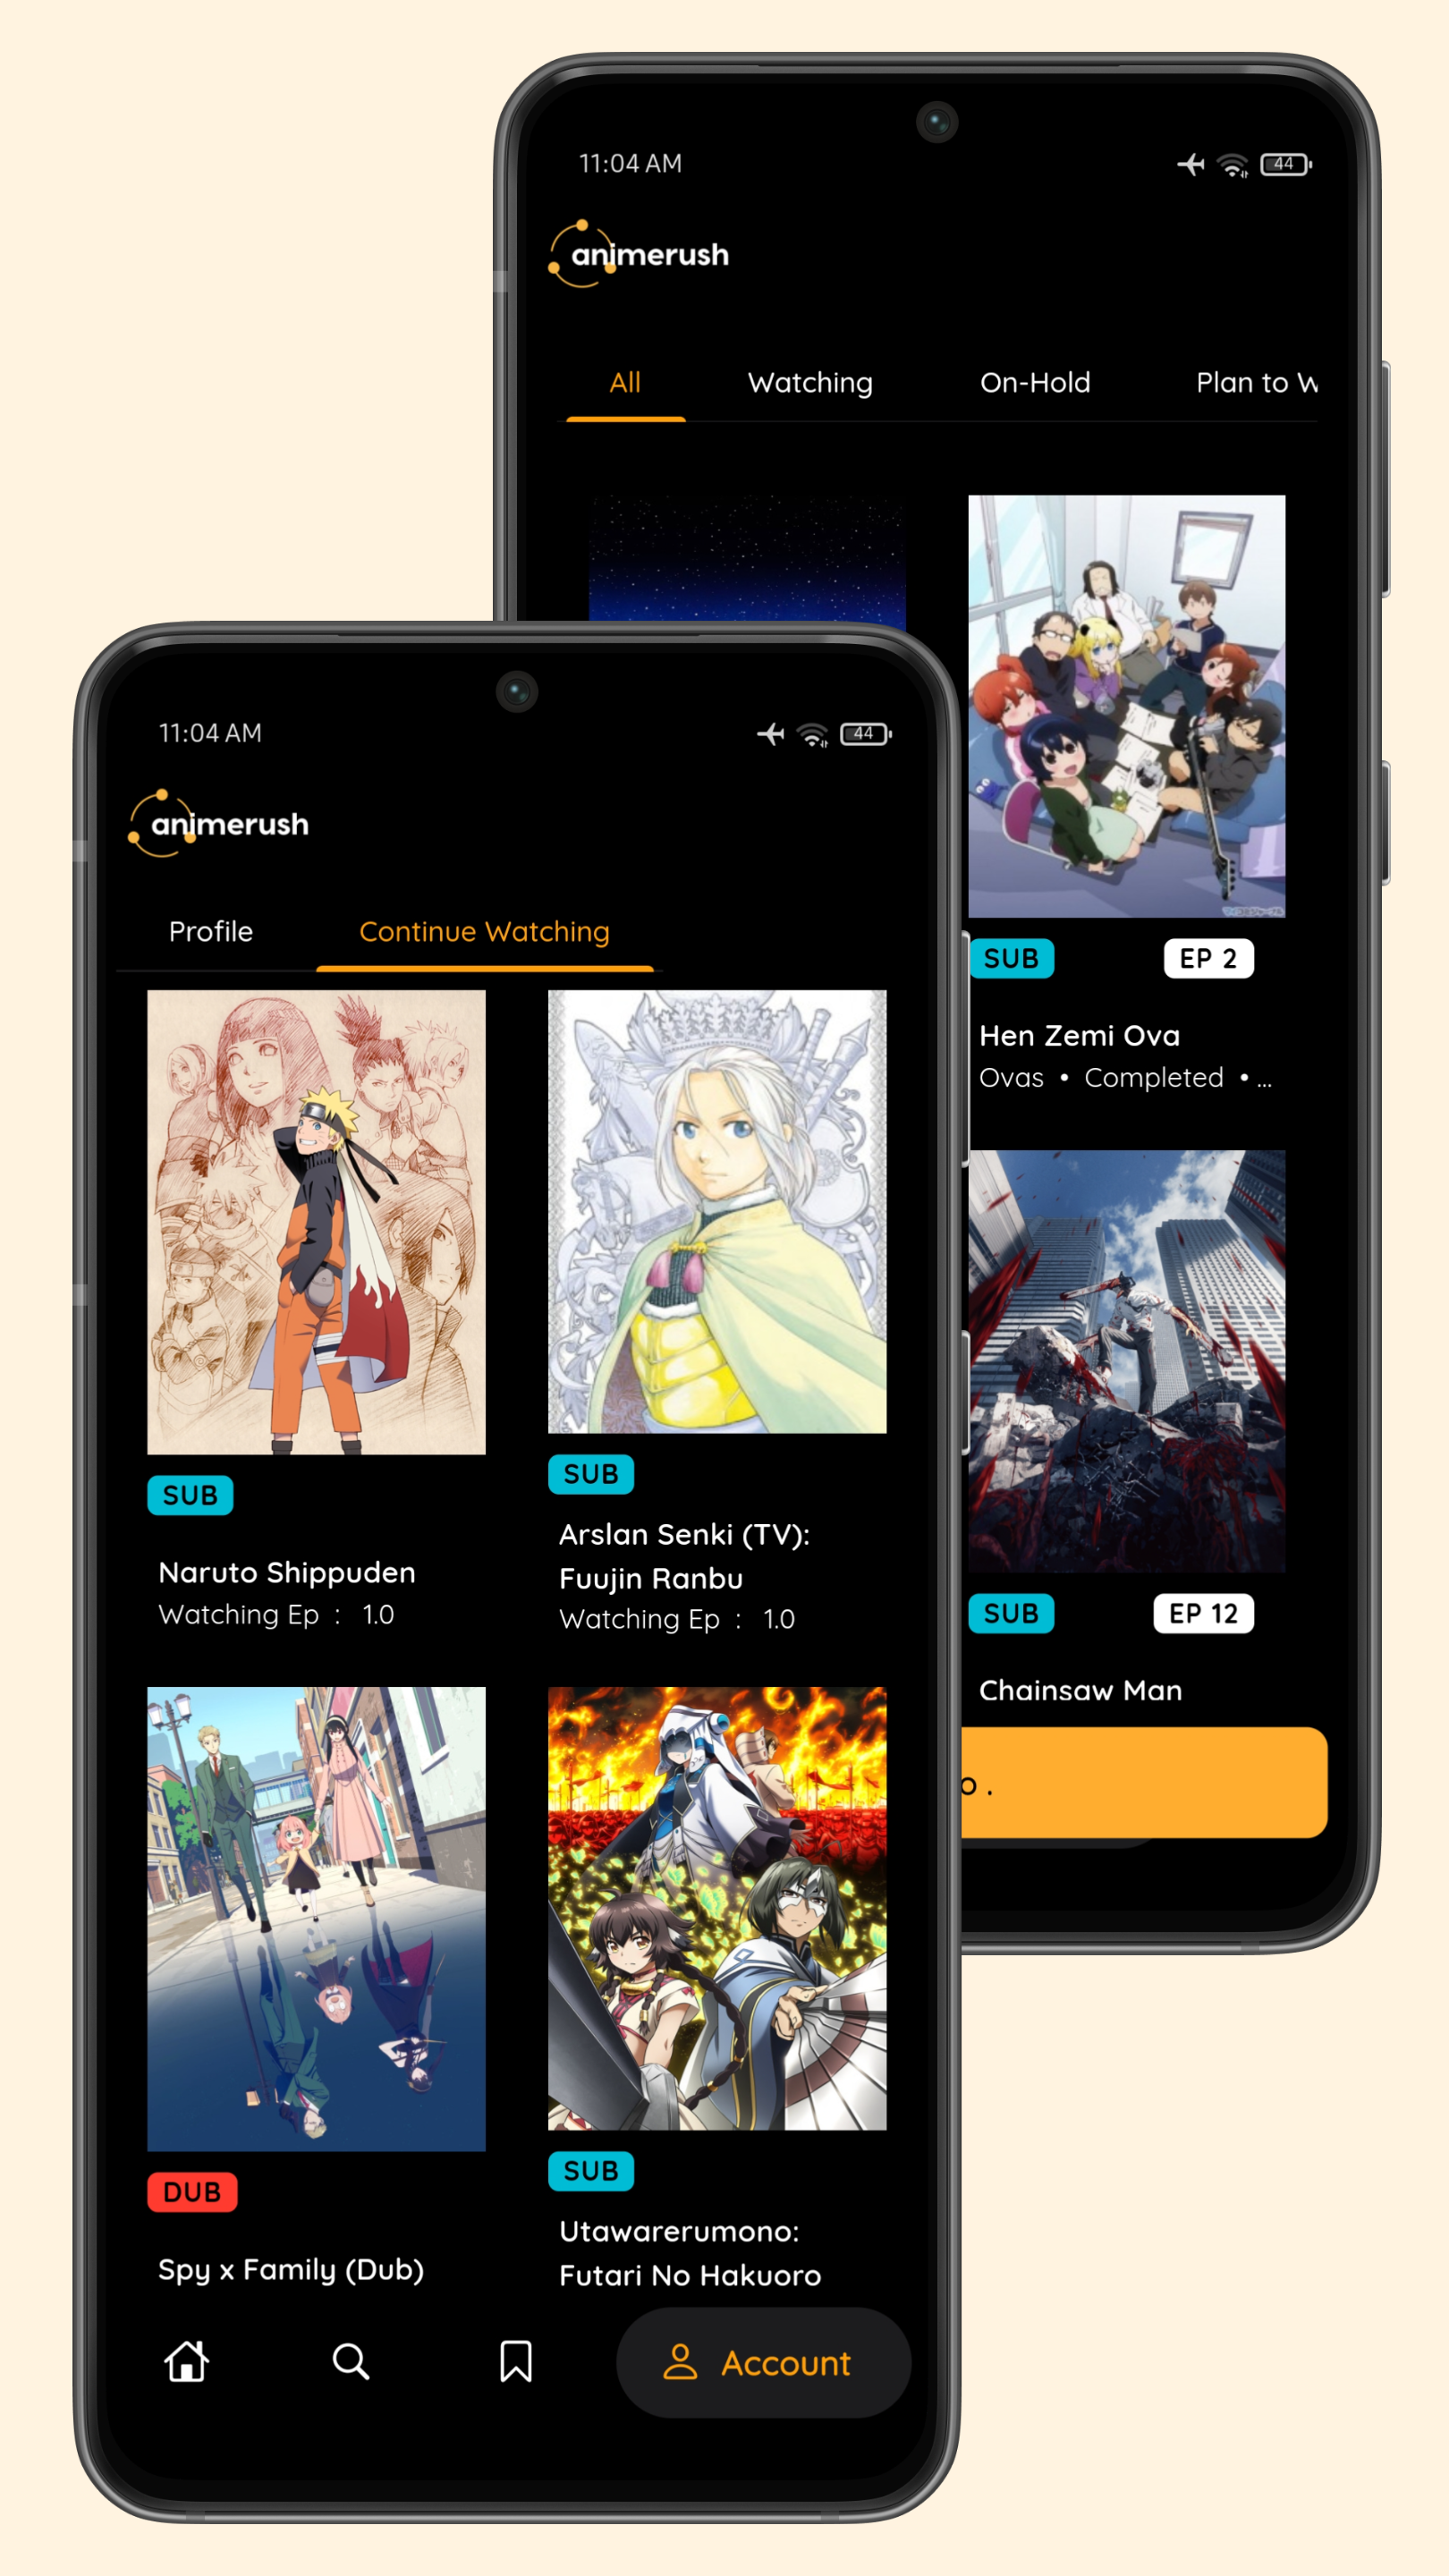 11:04 AM
44
animerush
All
Watching
On-Hold
Plan to W
SUB
EP 2
Hen Zemi Ova
Ovas • Completed • ...
SUB
EP 12
Chainsaw Man
o .
11:04 AM
44
animerush
Profile
Continue Watching
SUB
Naruto Shippuden
Watching Ep : 1.0
SUB
Arslan Senki (TV):
Fuujin Ranbu
Watching Ep : 1.0
DUB
Spy x Family (Dub)
SUB
Utawarerumono:
Futari No Hakuoro
Account